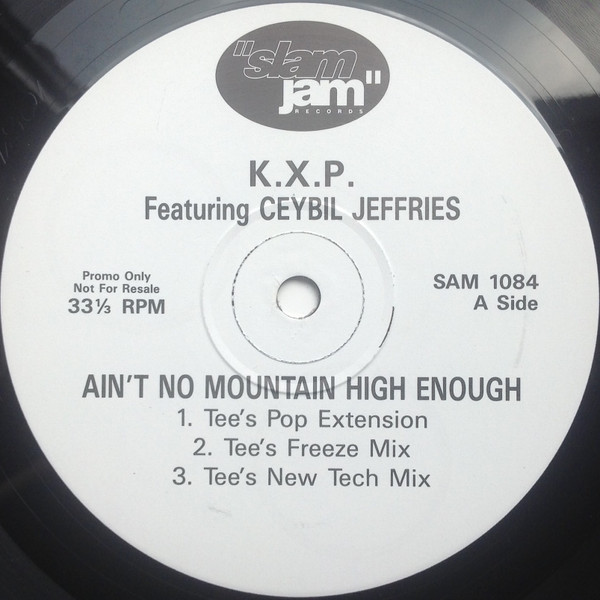 "slam
jam"
RECORDS
K.X.P.
Featuring CEYBIL JEFFRIES
Promo Only
Not For Resale
33⅓ RPM
SAM 1084
A Side
AIN'T NO MOUNTAIN HIGH ENOUGH
1. Tee's Pop Extension
2. Tee's Freeze Mix
3. Tee's New Tech Mix